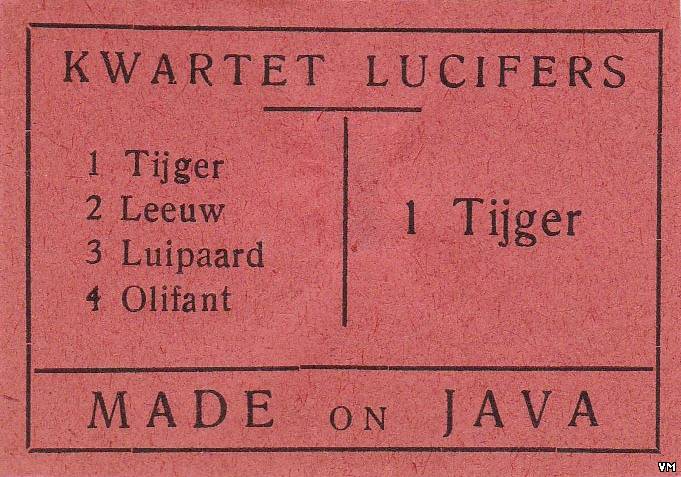 KWARTET LUCIFERS
1 Tijger
2 Leeuw
3 Luipaard
4 Olifant
1 Tijger
MADE ON JAVA
VM